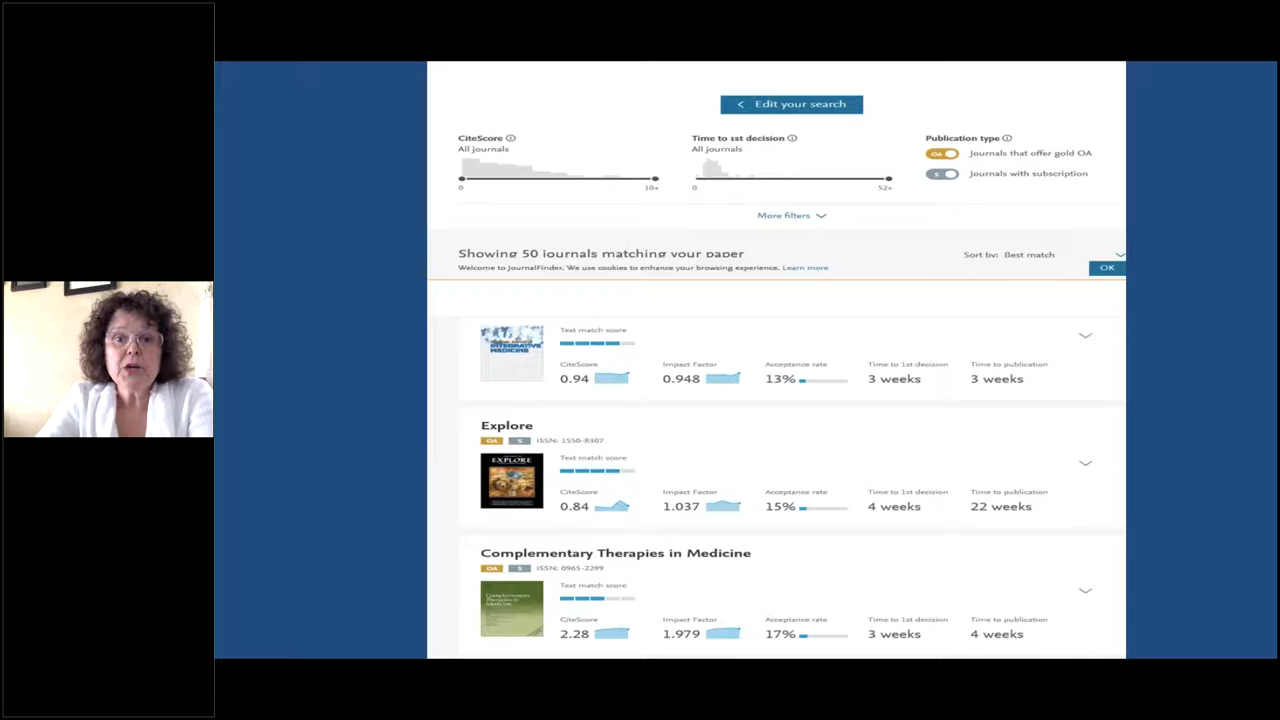 Edit your search
CiteScore
All journals
0 10+
Time to 1st decision
All journals
0 52+
Publication type
OA Journals that offer gold OA
S Journals with subscription
More filters
Showing 50 journals matching your paper
Sort by: Best match
Welcome to JournalFinder. We use cookies to enhance your browsing experience. Learn more
OK
INTEGRATIVE
MEDICINE
Text match score
CiteScore Impact Factor Acceptance rate Time to 1st decision Time to publication
0.94 0.948 13% 3 weeks 3 weeks
Explore
OA S ISSN: 1550-8307
EXPLORE
Text match score
CiteScore Impact Factor Acceptance rate Time to 1st decision Time to publication
0.84 1.037 15% 4 weeks 22 weeks
Complementary Therapies in Medicine
OA S ISSN: 0965-2299
Complementary
Therapies in
Medicine
Text match score
CiteScore Impact Factor Acceptance rate Time to 1st decision Time to publication
2.28 1.979 17% 3 weeks 4 weeks